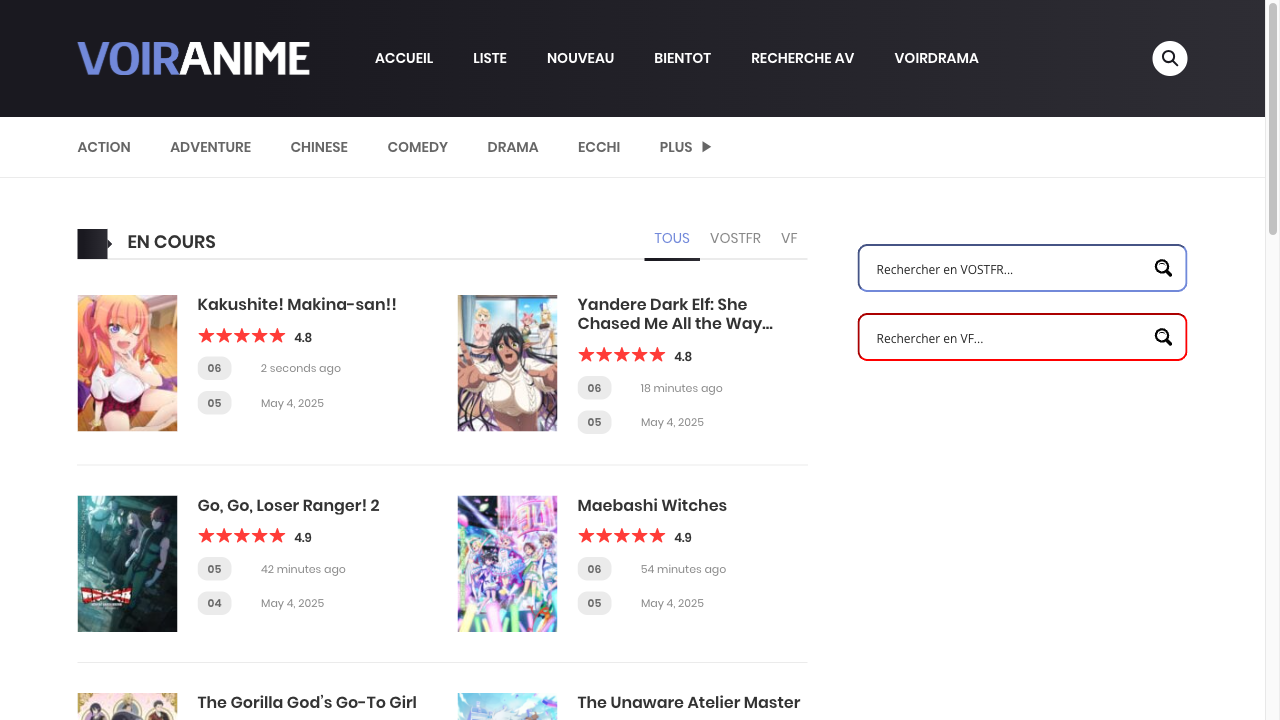 VOIRANIME
ACCUEIL LISTE NOUVEAU BIENTOT RECHERCHE AV VOIRDRAMA
ACTION ADVENTURE CHINESE COMEDY DRAMA ECCHI PLUS
EN COURS
TOUS VOSTFR VF
Rechercher en VOSTFR...
Rechercher en VF...
Kakushite! Makina-san!!
4.8
06 2 seconds ago
05 May 4, 2025
Yandere Dark Elf: She
Chased Me All the Way...
4.8
06 18 minutes ago
05 May 4, 2025
Go, Go, Loser Ranger! 2
4.9
05 42 minutes ago
04 May 4, 2025
Maebashi Witches
4.9
06 54 minutes ago
05 May 4, 2025
The Gorilla God's Go-To Girl
The Unaware Atelier Master